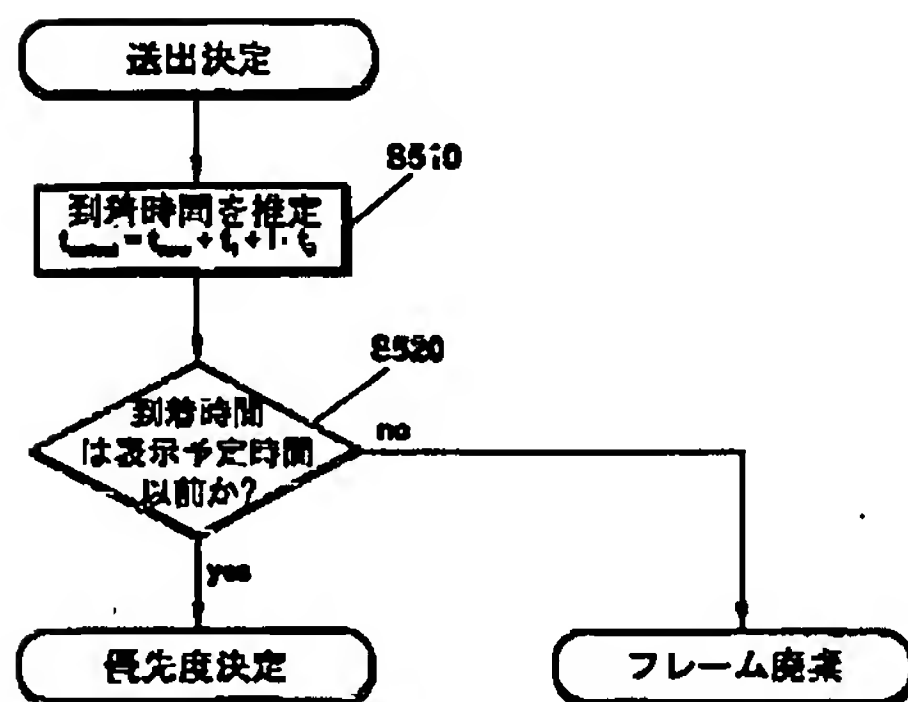 送出決定
8510
到着時間を推定
8520
到着時間
は表示予定時間
以前か?
no
yes
優先度決定
フレーム廃棄